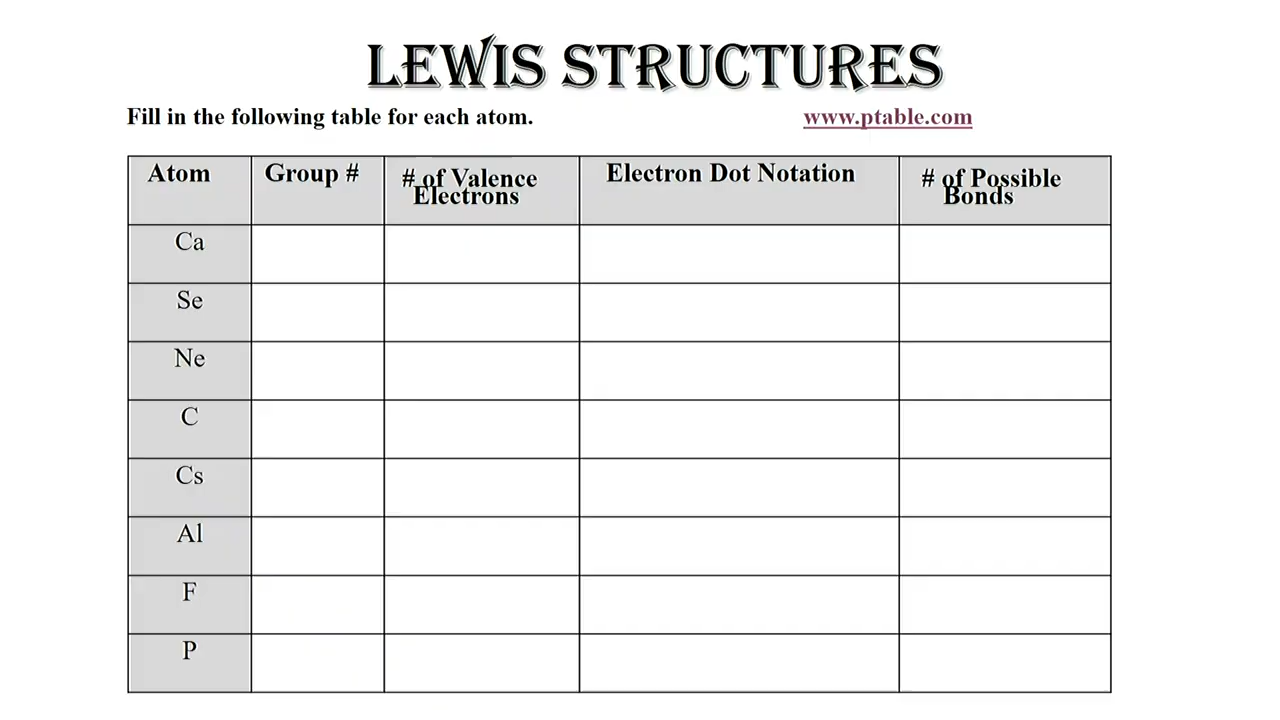 LEWIS STRUCTURES
Fill in the following table for each atom. www.ptable.com
Atom Group # # of Valence Electrons Electron Dot Notation # of Possible Bonds
Ca
Se
Ne
C
Cs
Al
F
P